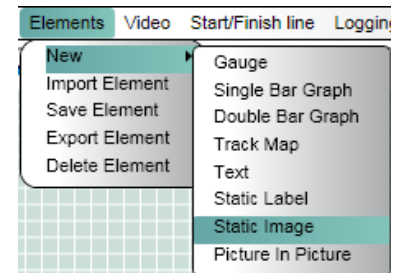 Elements Video Start/Finish line Logging
New
Import Element
Save Element
Export Element
Delete Element
Gauge
Single Bar Graph
Double Bar Graph
Track Map
Text
Static Label
Static Image
Picture In Picture